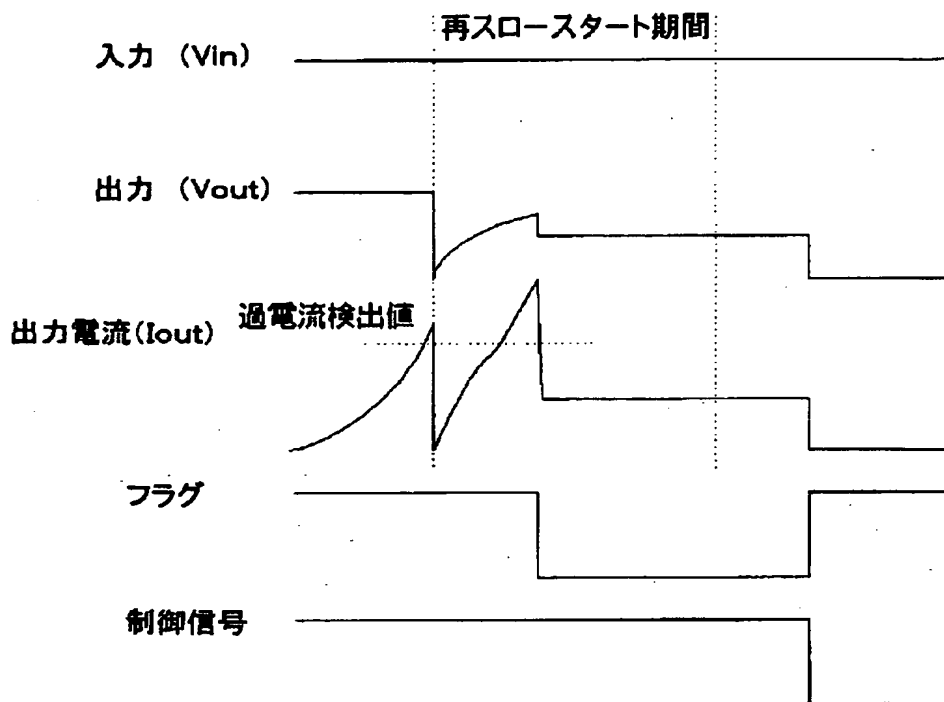 再スロースタート期間
入力 (Vin)
出力 (Vout)
過電流検出値
出力電流(Iout)
フラグ
制御信号